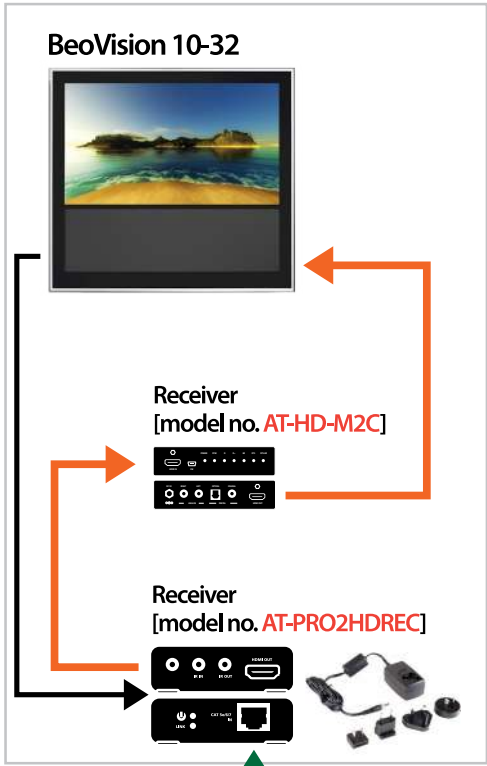 BeoVision 10-32
Receiver
[model no. AT-HD-M2C]
Receiver
[model no. AT-PRO2HDREC]
HDMI OUT
IR IN
IR OUT
LINK
CAT 5e/6/7
IN